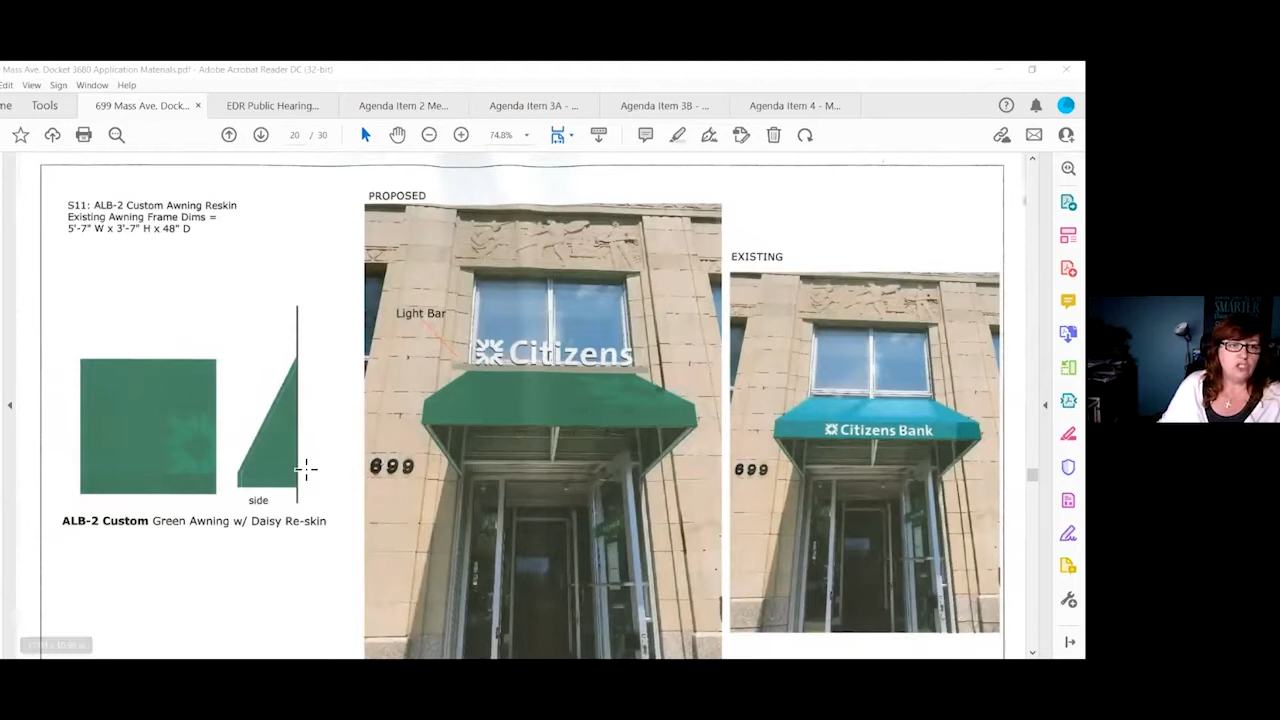 Mass Ave. Docket 3680 Application Materials.pdf - Adobe Acrobat Reader DC (32-bit)
Edit View Sign Window Help
me Tools 699 Mass Ave. Dock... × EDR Public Hearing... Agenda Item 2 Me... Agenda Item 3A - ... Agenda Item 3B - ... Agenda Item 4 - M...
20 / 30 74.8%
S11: ALB-2 Custom Awning Reskin
Existing Awning Frame Dims =
5'-7" W x 3'-7" H x 48" D
side
ALB-2 Custom Green Awning w/ Daisy Re-skin
PROPOSED
Light Bar
Citizens
699
EXISTING
Citizens Bank
699
SMARTER